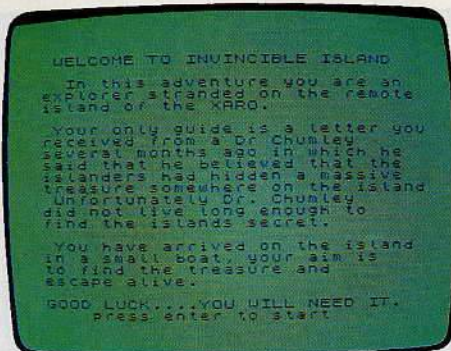 WELCOME TO INVINCIBLE ISLAND
In this adventure you are an
explorer stranded on the remote
island of the XARO.
Your only guide is a letter you
received from a Dr Chumley
several months ago in which he
said that he believed that the
islanders had hidden a massive
treasure somewhere on the island
Unfortunately Dr. Chumley
did not live long enough to
find the islands secret.
You have arrived on the island
in a small boat, your aim is
to find the treasure and
escape alive.
GOOD LUCK....YOU WILL NEED IT.
press enter to start